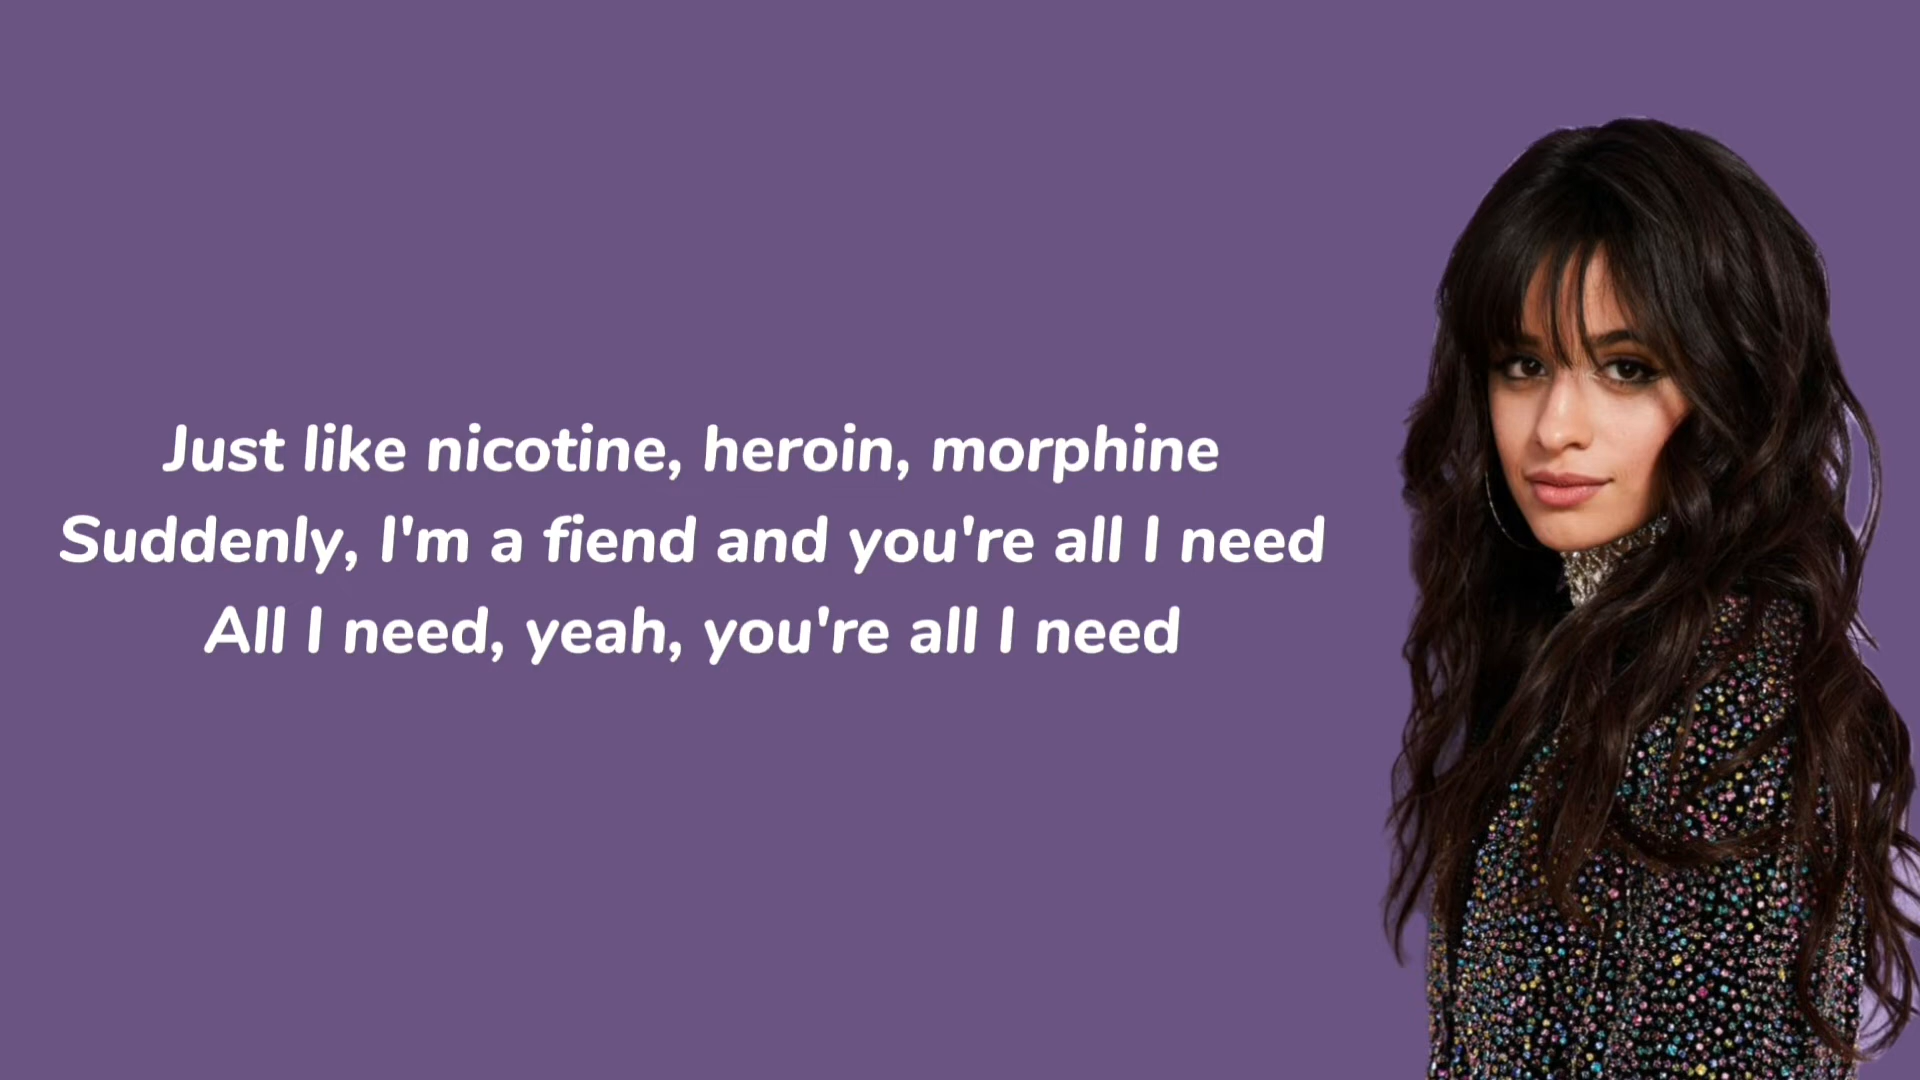 Just like nicotine, heroin, morphine
Suddenly, I'm a fiend and you're all I need
All I need, yeah, you're all I need